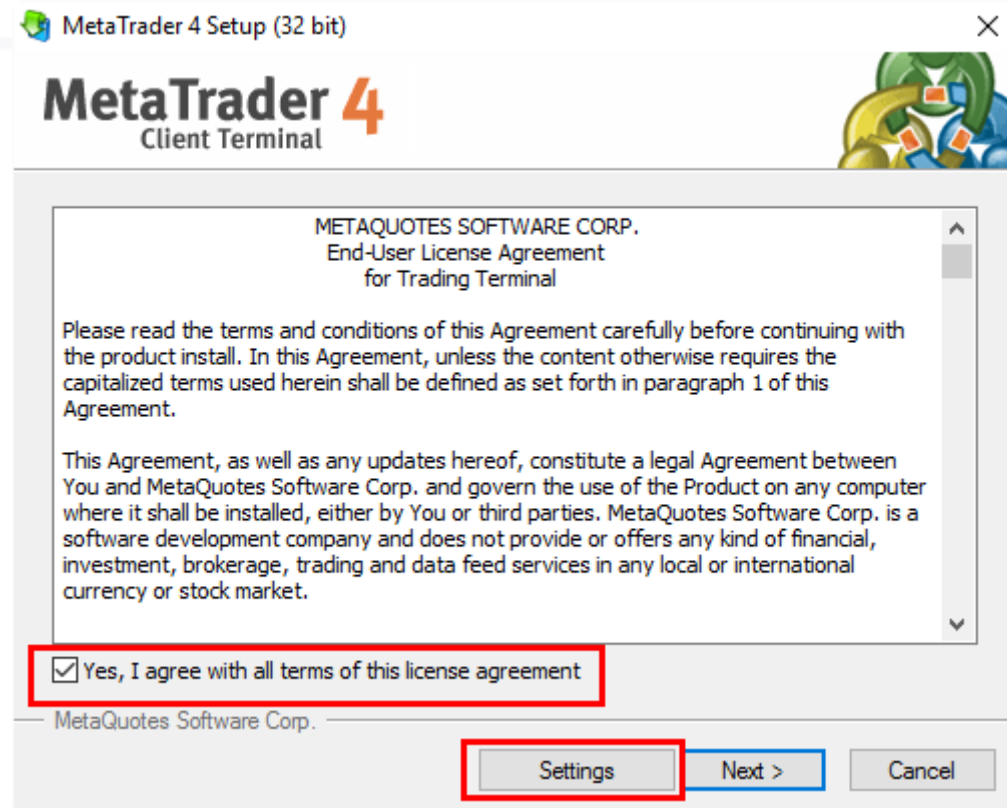 MetaTrader 4 Setup (32 bit)
MetaTrader 4
Client Terminal
METAQUOTES SOFTWARE CORP.
End-User License Agreement
for Trading Terminal
Please read the terms and conditions of this Agreement carefully before continuing with
the product install. In this Agreement, unless the content otherwise requires the
capitalized terms used herein shall be defined as set forth in paragraph 1 of this
Agreement.
This Agreement, as well as any updates hereof, constitute a legal Agreement between
You and MetaQuotes Software Corp. and govern the use of the Product on any computer
where it shall be installed, either by You or third parties. MetaQuotes Software Corp. is a
software development company and does not provide or offers any kind of financial,
investment, brokerage, trading and data feed services in any local or international
currency or stock market.
Yes, I agree with all terms of this license agreement
MetaQuotes Software Corp.
Settings Next > Cancel